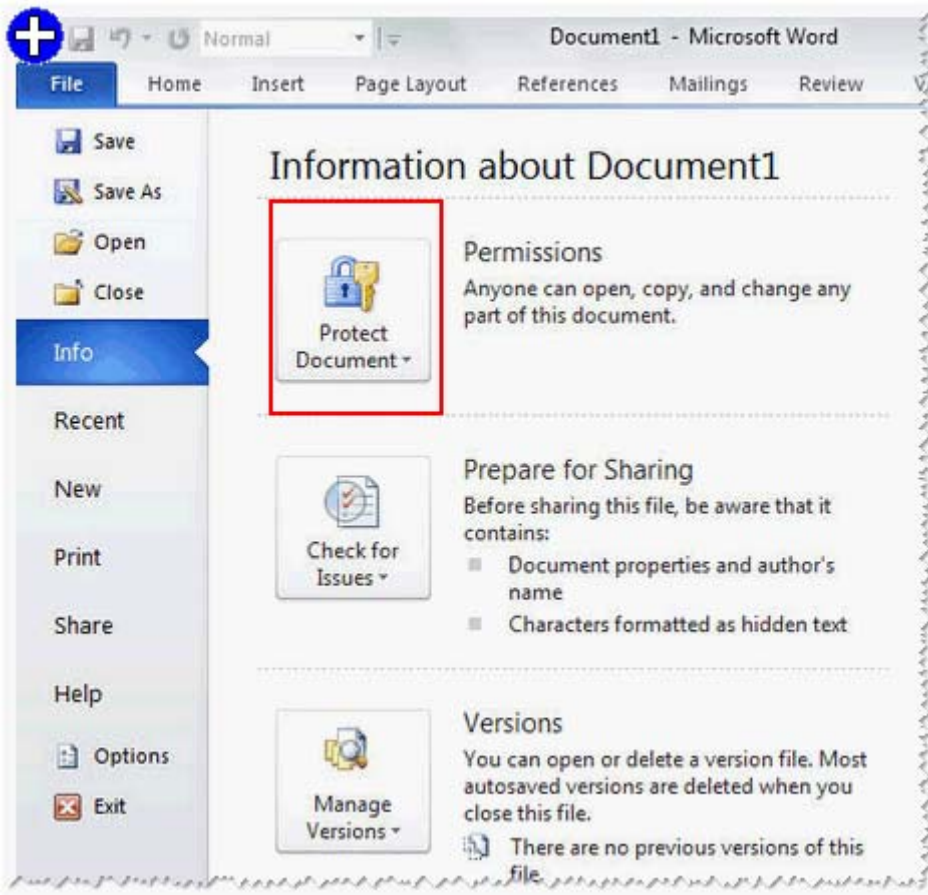 Normal
Document1 - Microsoft Word
File Home Insert Page Layout References Mailings Review
Save
Save As
Open
Close
Info
Recent
New
Print
Share
Help
Options
Exit
Information about Document1
Protect
Document
Permissions
Anyone can open, copy, and change any
part of this document.
Check for
Issues
Prepare for Sharing
Before sharing this file, be aware that it
contains:
Document properties and author's
name
Characters formatted as hidden text
Manage
Versions
Versions
You can open or delete a version file. Most
autosaved versions are deleted when you
close this file.
There are no previous versions of this
file.